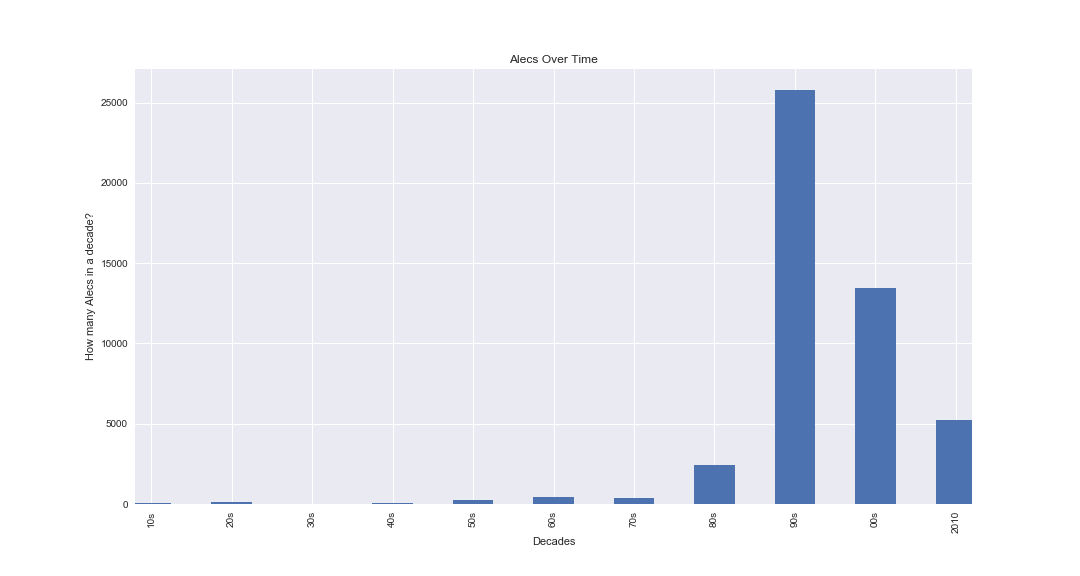 Alecs Over Time
How many Alecs in a decade?
25000
20000
15000
10000
5000
0
10s
20s
30s
40s
50s
60s
70s
80s
90s
00s
2010
Decades